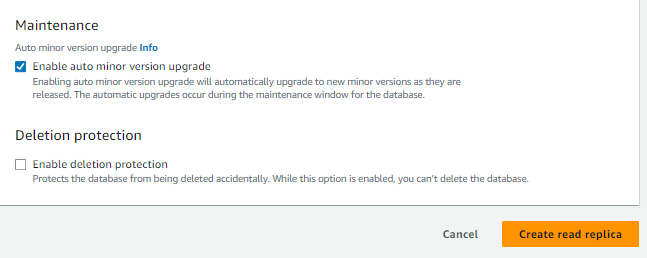 Maintenance
Auto minor version upgrade Info
Enable auto minor version upgrade
Enabling auto minor version upgrade will automatically upgrade to new minor versions as they are
released. The automatic upgrades occur during the maintenance window for the database.
Deletion protection
Enable deletion protection
Protects the database from being deleted accidentally. While this option is enabled, you can't delete the database.
Cancel Create read replica